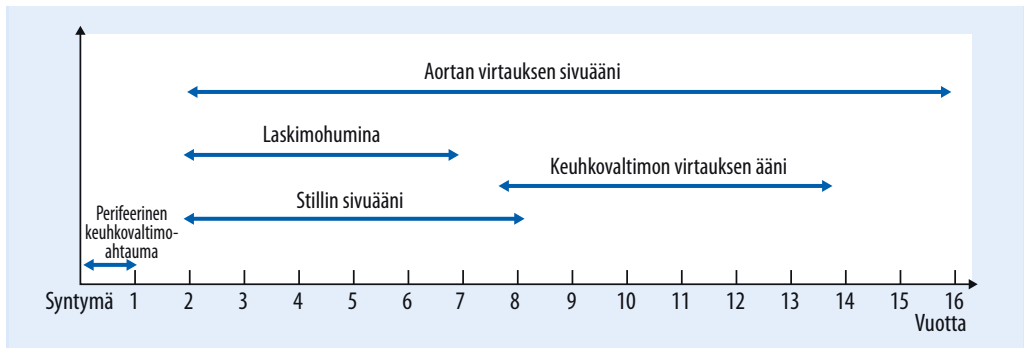 Aortan virtauksen sivuääni
Laskimohumina
Keuhkovaltimon virtauksen ääni
Stillin sivuääni
Perifeerinen
keuhkovaltimo-
ahtauma
Syntymä 1 2 3 4 5 6 7 8 9 10 11 12 13 14 15 16
Vuotta